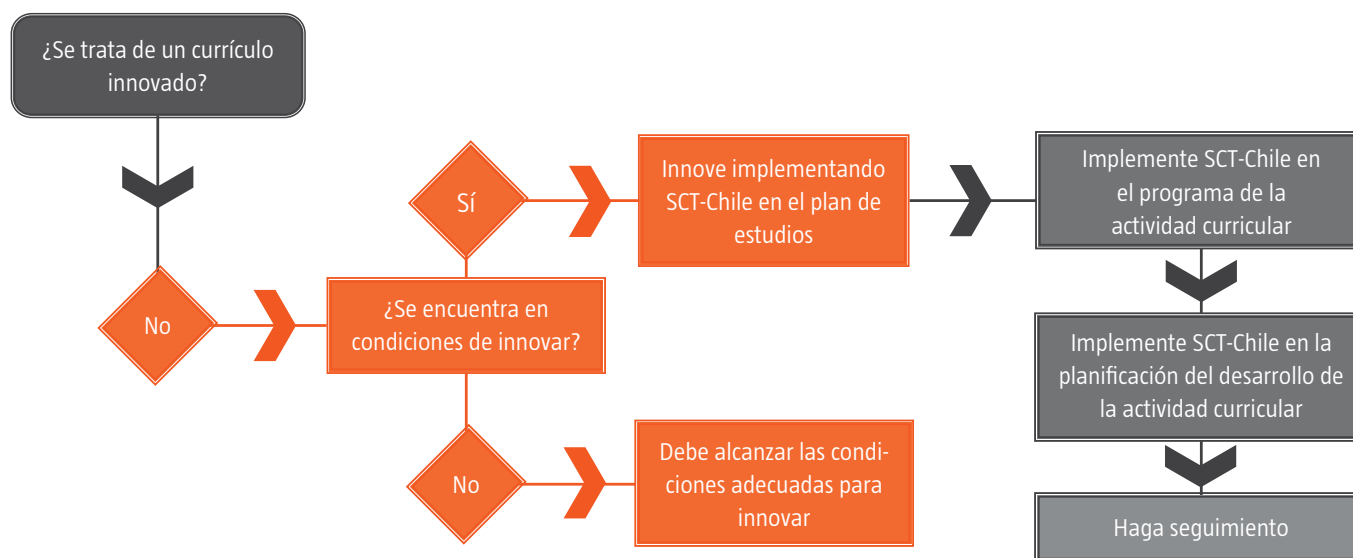 ¿Se trata de un currículo
innovado?
No
¿Se encuentra en
condiciones de innovar?
Sí
Innove implementando
SCT-Chile en el plan de
estudios
Implemente SCT-Chile en
el programa de la
actividad curricular
Implemente SCT-Chile en la
planificación del desarrollo de
la actividad curricular
Haga seguimiento
No
Debe alcanzar las condi-
ciones adecuadas para
innovar